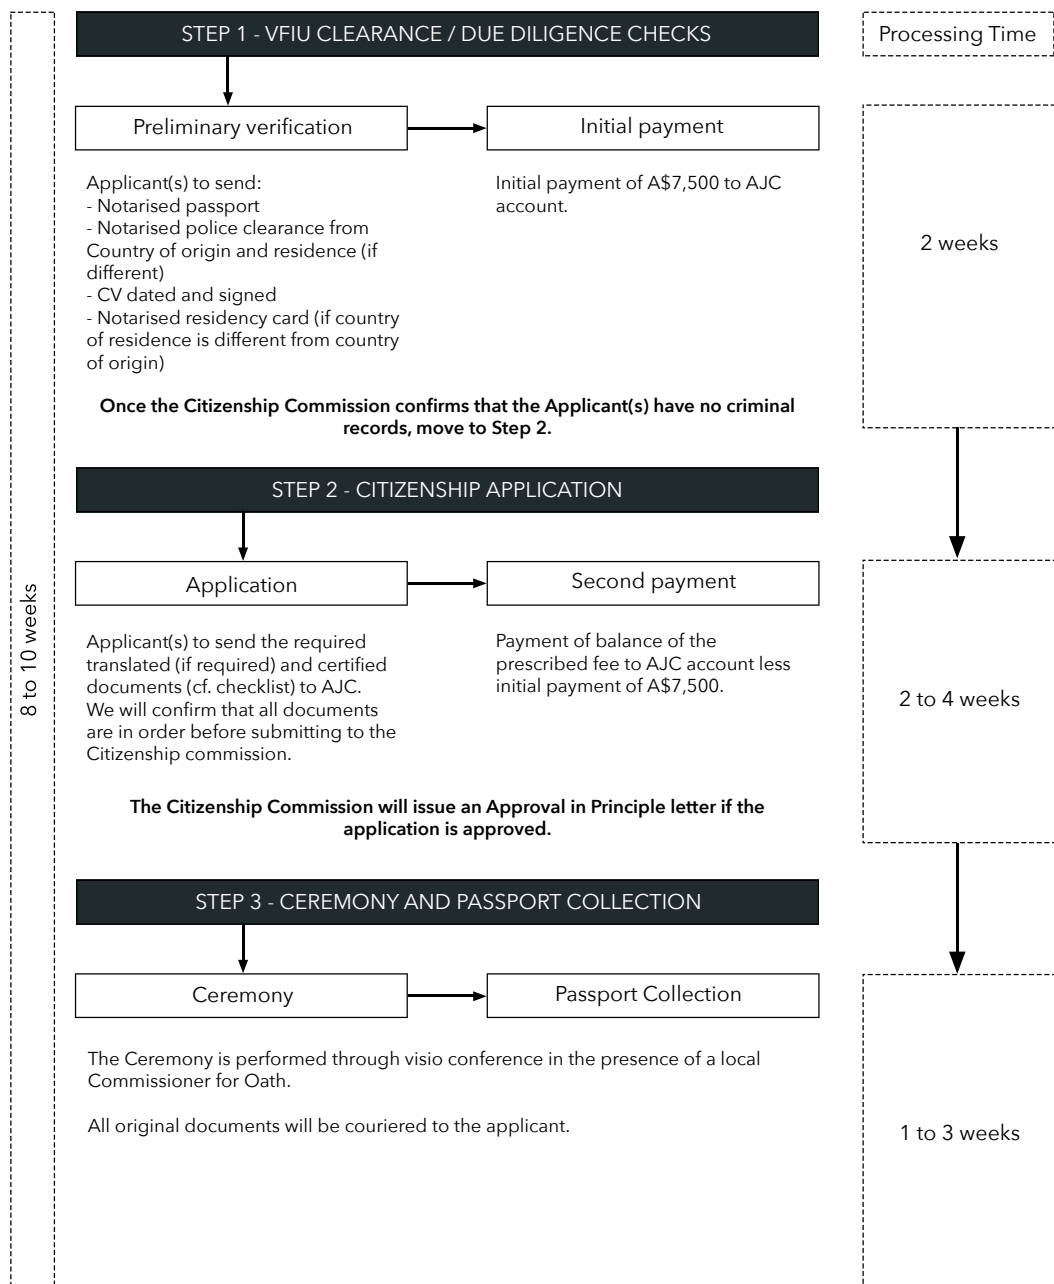 STEP 1 - VFIU CLEARANCE / DUE DILIGENCE CHECKS
Processing Time
Preliminary verification
Initial payment
Applicant(s) to send:
- Notarised passport
- Notarised police clearance from
Country of origin and residence (if
different)
- CV dated and signed
- Notarised residency card (if country
of residence is different from country
of origin)
Initial payment of A$7,500 to AJC
account.
2 weeks
Once the Citizenship Commission confirms that the Applicant(s) have no criminal
records, move to Step 2.
STEP 2 - CITIZENSHIP APPLICATION
Application
Second payment
Applicant(s) to send the required
translated (if required) and certified
documents (cf. checklist) to AJC.
We will confirm that all documents
are in order before submitting to the
Citizenship commission.
Payment of balance of the
prescribed fee to AJC account less
initial payment of A$7,500.
8 to 10 weeks
2 to 4 weeks
The Citizenship Commission will issue an Approval in Principle letter if the
application is approved.
STEP 3 - CEREMONY AND PASSPORT COLLECTION
Ceremony
Passport Collection
The Ceremony is performed through visio conference in the presence of a local
Commissioner for Oath.
All original documents will be couriered to the applicant.
1 to 3 weeks